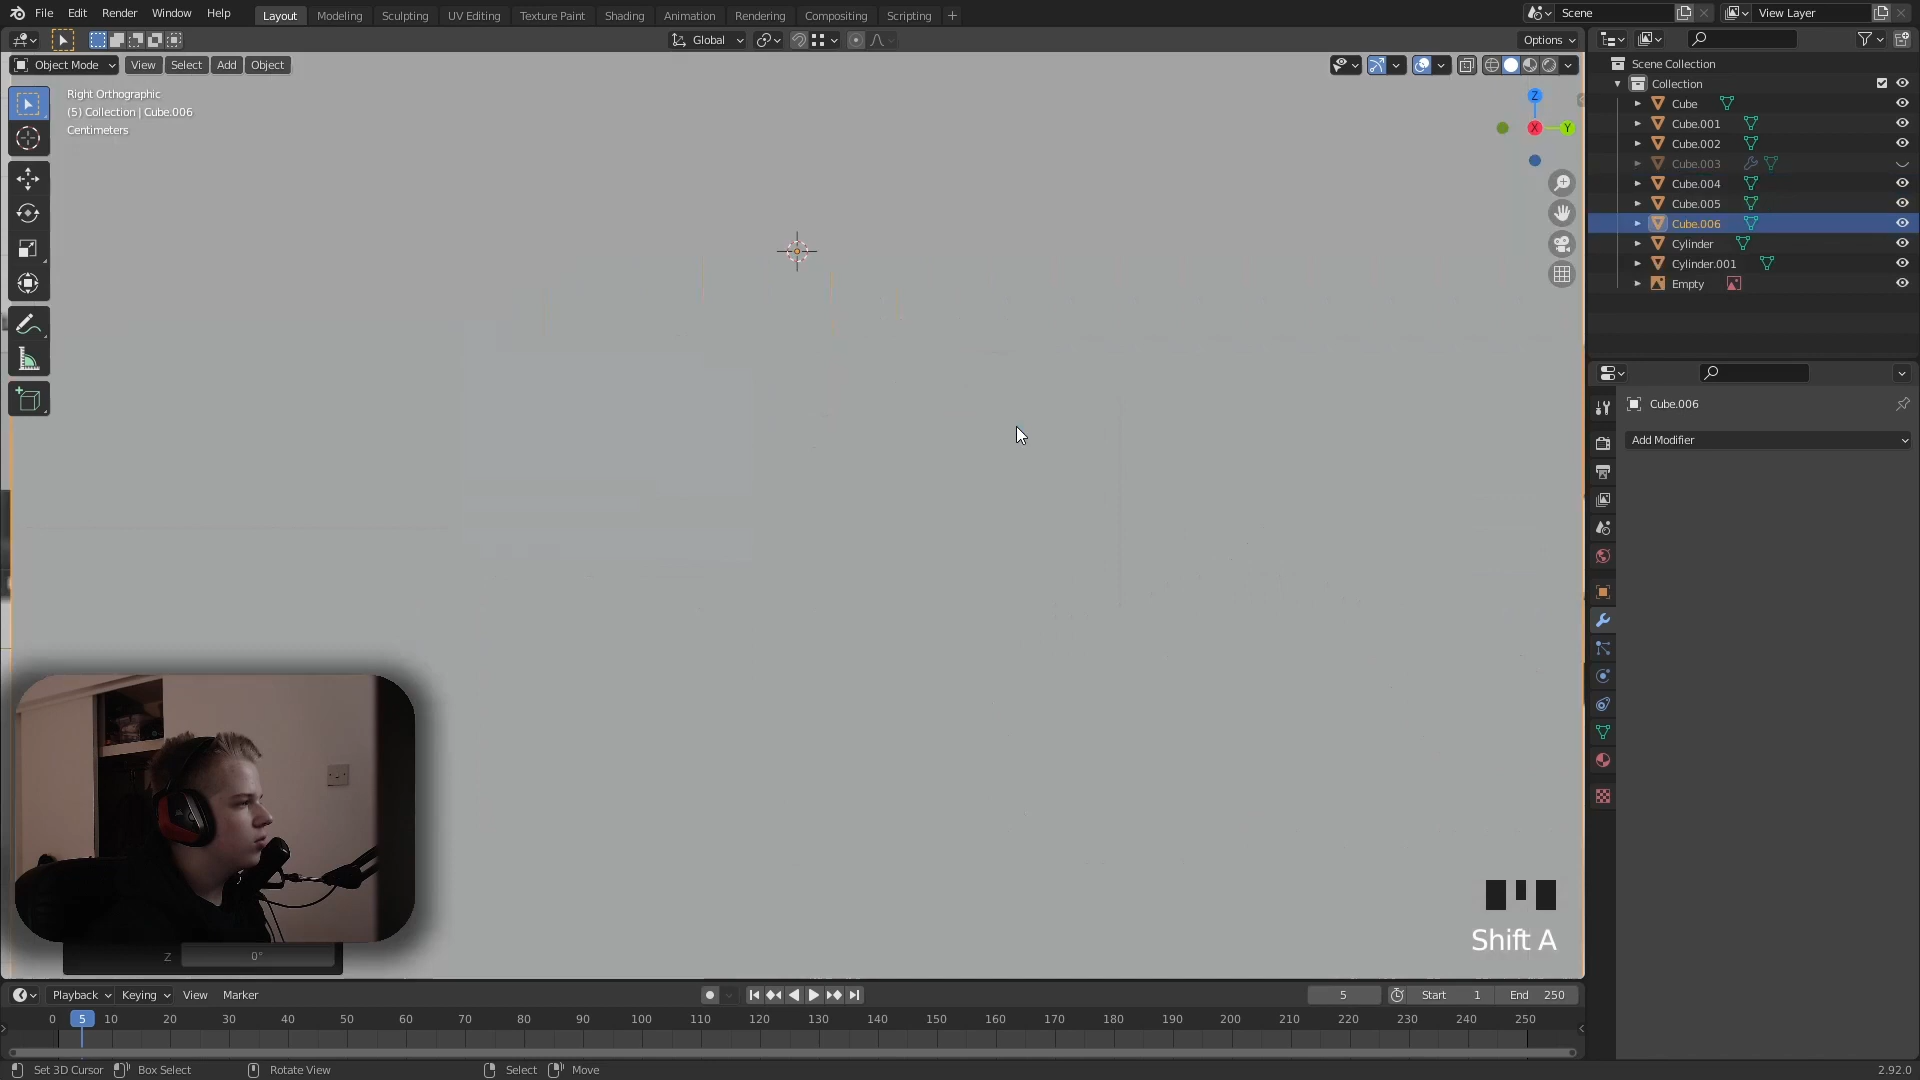 File Edit Render Window Help Layout Modeling Sculpting UV Editing Texture Paint Shading Animation Rendering Compositing Scripting Scene View Layer
Global Options
Object Mode View Select Add Object
Right Orthographic
(5) Collection | Cube.006
Centimeters
Z
X
Y
Scene Collection
Collection
Cube
Cube.001
Cube.002
Cube.003
Cube.004
Cube.005
Cube.006
Cylinder
Cylinder.001
Empty
Cube.006
Add Modifier
Shift A
Z 0°
Playback Keying View Marker 5 Start 1 End 250
0 5 10 20 30 40 50 60 70 80 90 100 110 120 130 140 150 160 170 180 190 200 210 220 230 240 250
Set 3D Cursor Box Select Rotate View Select Move 2.92.0